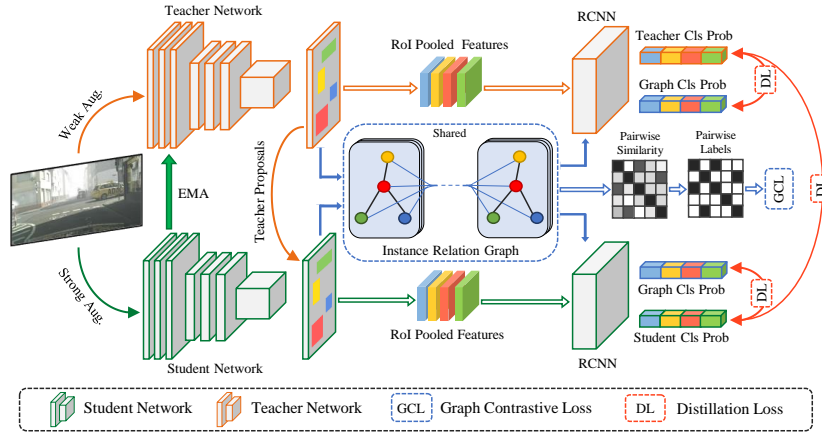 Teacher Network
RCNN
Teacher Cls Prob
RoI Pooled Features
DL
Graph Cls Prob
Weak Aug.
Shared
Pairwise
Similarity
Pairwise
Labels
EMA
Teacher Proposals
GCL
DL
Instance Relation Graph
Strong Aug.
Graph Cls Prob
RoI Pooled Features
DL
Student Cls Prob
RCNN
Student Network
Student Network
Teacher Network
GCL
Graph Contrastive Loss
DL
Distillation Loss